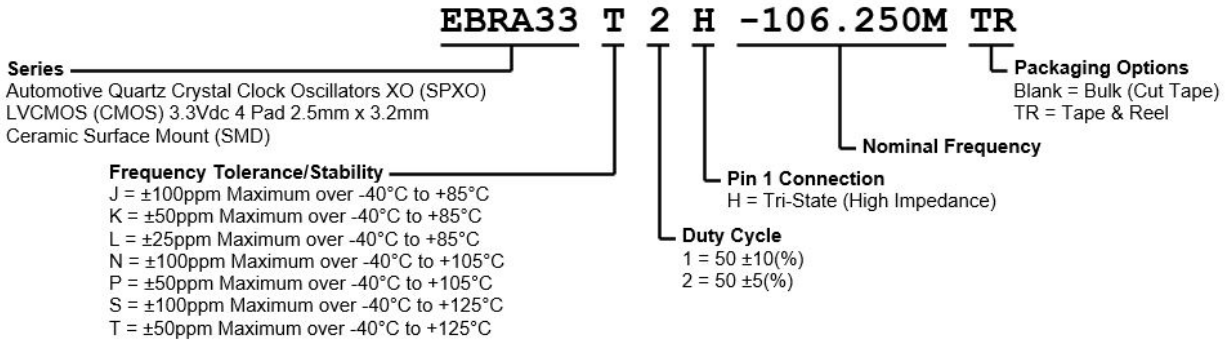 EBRA33 T 2 H -106.250M TR
Series
Automotive Quartz Crystal Clock Oscillators XO (SPXO)
LVCMOS (CMOS) 3.3Vdc 4 Pad 2.5mm x 3.2mm
Ceramic Surface Mount (SMD)
Frequency Tolerance/Stability
J = ±100ppm Maximum over -40°C to +85°C
K = ±50ppm Maximum over -40°C to +85°C
L = ±25ppm Maximum over -40°C to +85°C
N = ±100ppm Maximum over -40°C to +105°C
P = ±50ppm Maximum over -40°C to +105°C
S = ±100ppm Maximum over -40°C to +125°C
T = ±50ppm Maximum over -40°C to +125°C
Duty Cycle
1 = 50 ±10(%)
2 = 50 ±5(%)
Pin 1 Connection
H = Tri-State (High Impedance)
Nominal Frequency
Packaging Options
Blank = Bulk (Cut Tape)
TR = Tape & Reel